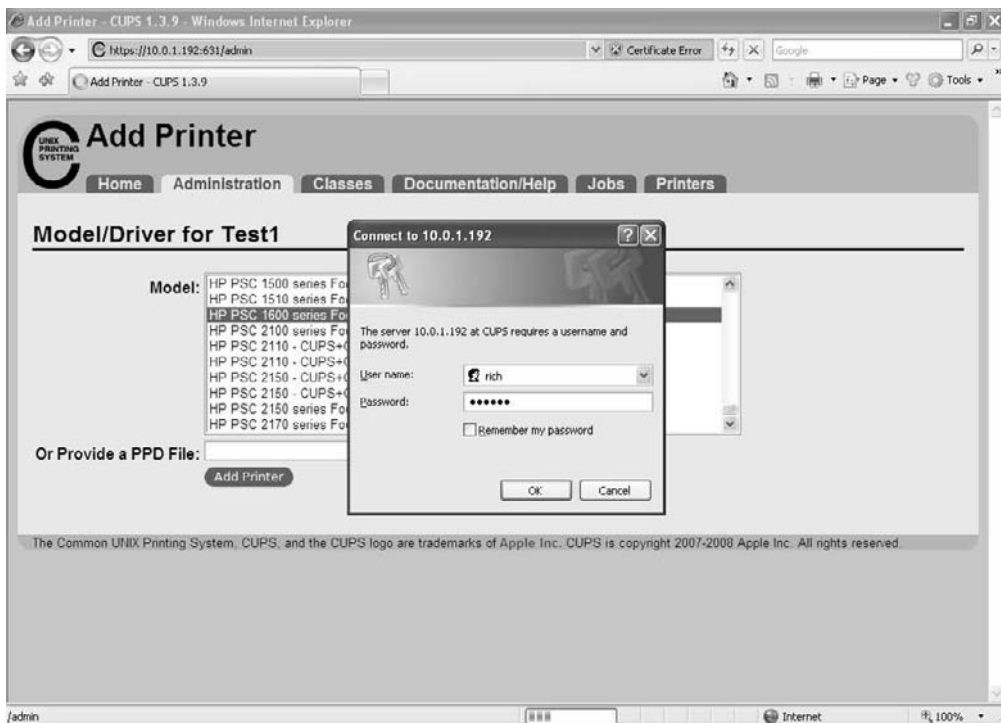 Add Printer - CUPS 1.3.9 - Windows Internet Explorer
https://10.0.1.192:631/admin
Certificate Error
Google
Add Printer - CUPS 1.3.9
Page
Tools
UNIX
PRINTING
SYSTEM
Add Printer
Home
Administration
Classes
Documentation/Help
Jobs
Printers
Model/Driver for Test1
Model:
HP PSC 1500 series Fo
HP PSC 1510 series Fo
HP PSC 1600 series Fo
HP PSC 2100 series Fo
HP PSC 2110 - CUPS+
HP PSC 2110 - CUPS+
HP PSC 2150 - CUPS+
HP PSC 2150 - CUPS+
HP PSC 2150 series Fo
HP PSC 2170 series Fo
Or Provide a PPD File:
Add Printer
Connect to 10.0.1.192
The server 10.0.1.192 at CUPS requires a username and
password.
User name:
rich
Password:
••••••
Remember my password
OK
Cancel
The Common UNIX Printing System, CUPS, and the CUPS logo are trademarks of Apple Inc. CUPS is copyright 2007-2008 Apple Inc. All rights reserved.
/admin
Internet
100%